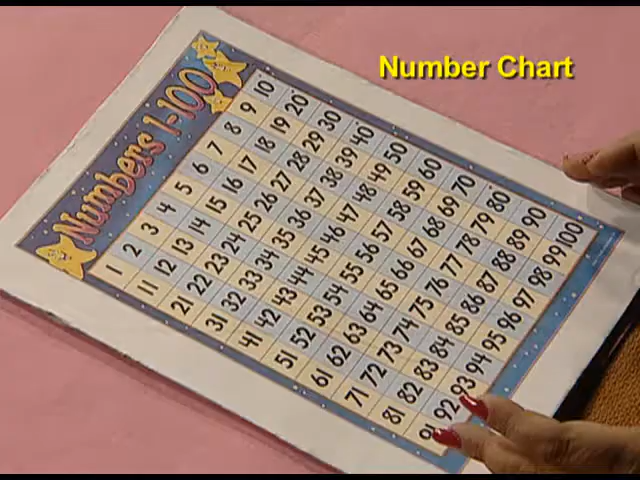 Number Chart
Numbers 1-100
1 2 3 4 5 6 7 8 9 10
11 12 13 14 15 16 17 18 19 20
21 22 23 24 25 26 27 28 29 30
31 32 33 34 35 36 37 38 39 40
41 42 43 44 45 46 47 48 49 50
51 52 53 54 55 56 57 58 59 60
61 62 63 64 65 66 67 68 69 70
71 72 73 74 75 76 77 78 79 80
81 82 83 84 85 86 87 88 89 90
91 92 93 94 95 96 97 98 99 100